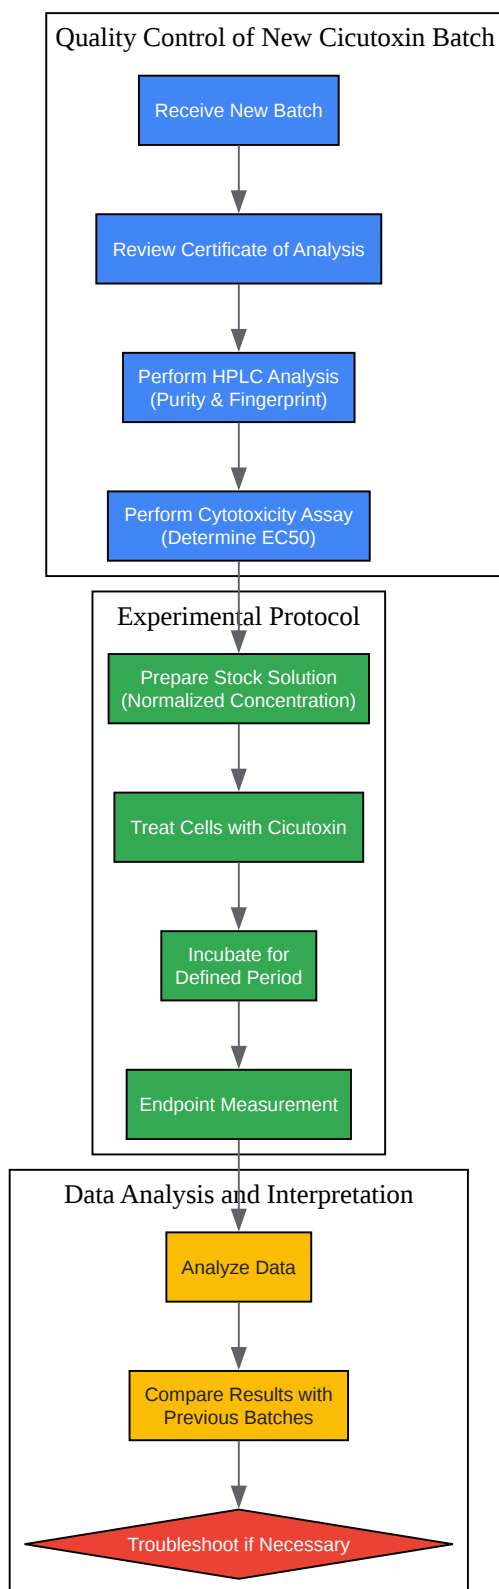 Quality Control of New Cicutoxin Batch
Receive New Batch
Review Certificate of Analysis
Perform HPLC Analysis
(Purity & Fingerprint)
Perform Cytotoxicity Assay
(Determine EC50)
Experimental Protocol
Prepare Stock Solution
(Normalized Concentration)
Treat Cells with Cicutoxin
Incubate for
Defined Period
Endpoint Measurement
Data Analysis and Interpretation
Analyze Data
Compare Results with
Previous Batches
Troubleshoot if Necessary